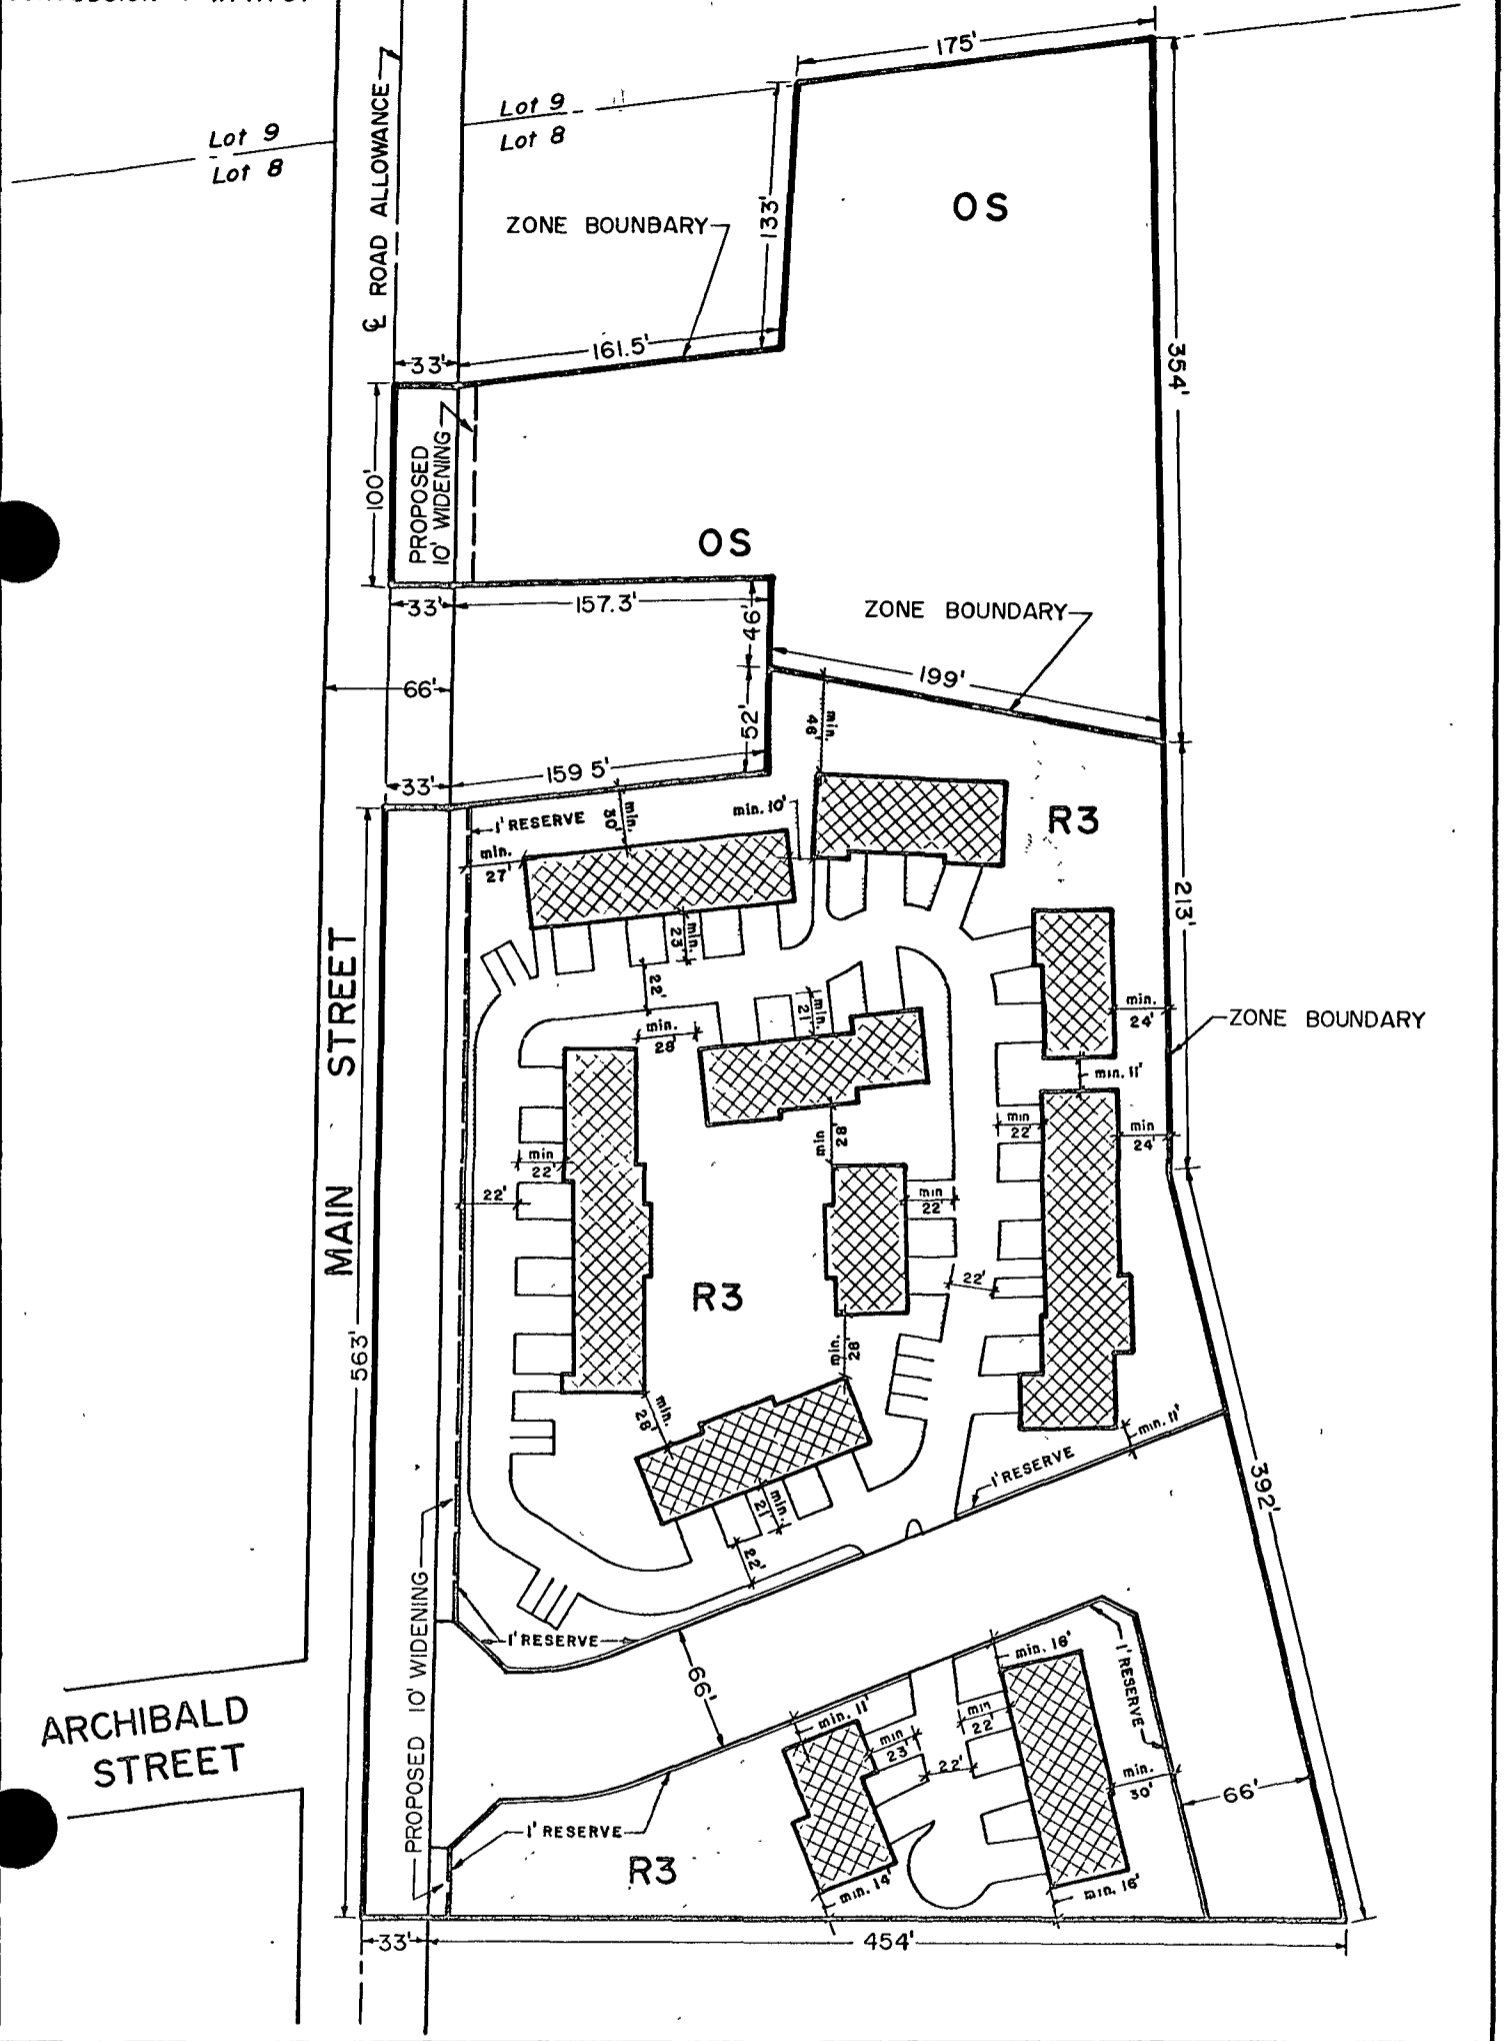 175'
Lot 9
Lot 8
Lot 9
Lot 8
℄ ROAD ALLOWANCE
ZONE BOUNDARY
133'
OS
354'
33'
161.5'
100'
PROPOSED
10' WIDENING
OS
33'
157.3'
46'
ZONE BOUNDARY
199'
66'
52'
min.
46'
33'
159 5'
1' RESERVE
min.
30'
min. 10'
R3
min.
27'
213'
min.
23'
22'
min.
21'
min.
28'
min.
24'
ZONE BOUNDARY
min. 11'
MAIN STREET
min
22'
min
24'
min
28'
min
22'
22'
min
22'
R3
22'
563'
min.
28'
min.
28'
min. 11'
1' RESERVE
392'
min.
21'
22'
PROPOSED 10' WIDENING
1' RESERVE
66'
min. 16'
1' RESERVE
ARCHIBALD
STREET
min. 11'
min
23'
min
22'
22'
min.
30'
66'
1' RESERVE
R3
min. 14'
min. 16'
33'
454'